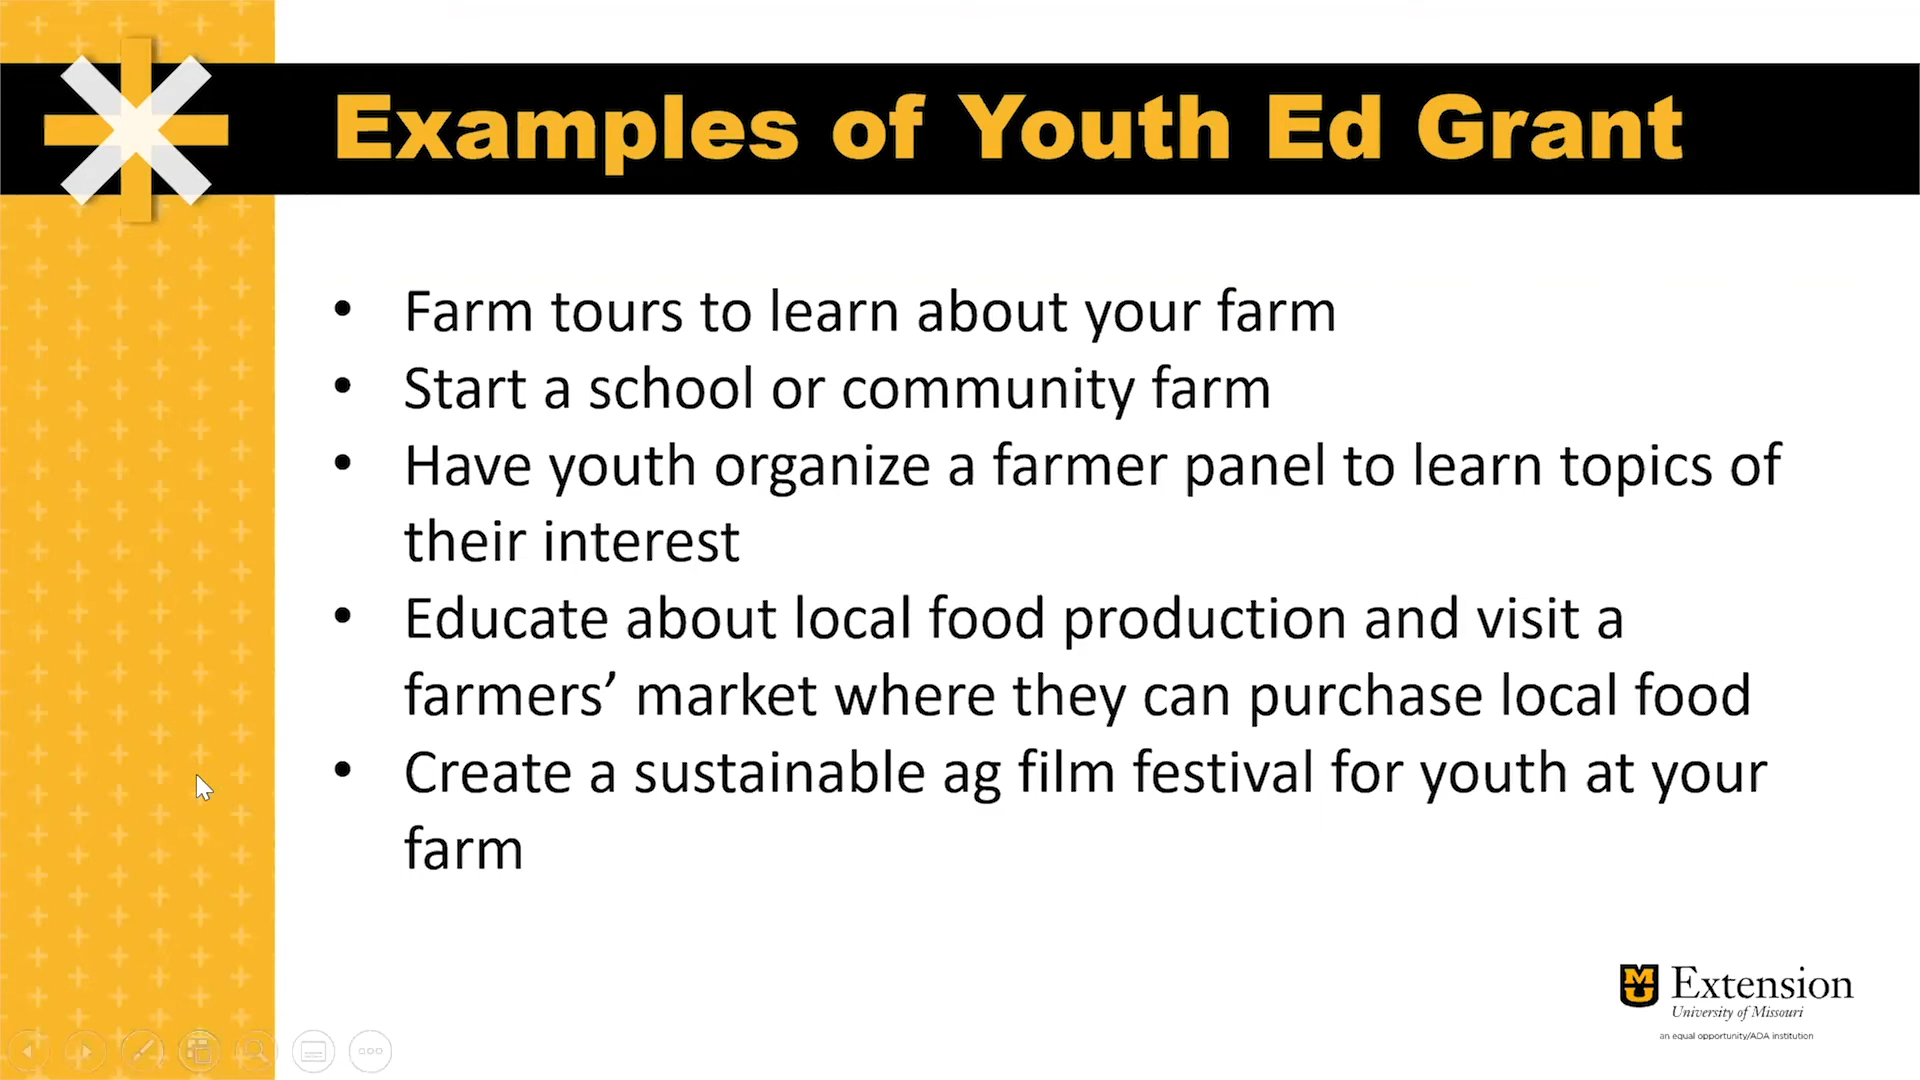 Examples of Youth Ed Grant
• Farm tours to learn about your farm
• Start a school or community farm
• Have youth organize a farmer panel to learn topics of
their interest
• Educate about local food production and visit a
farmers’ market where they can purchase local food
• Create a sustainable ag film festival for youth at your
farm
MU Extension
University of Missouri
an equal opportunity/ADA institution